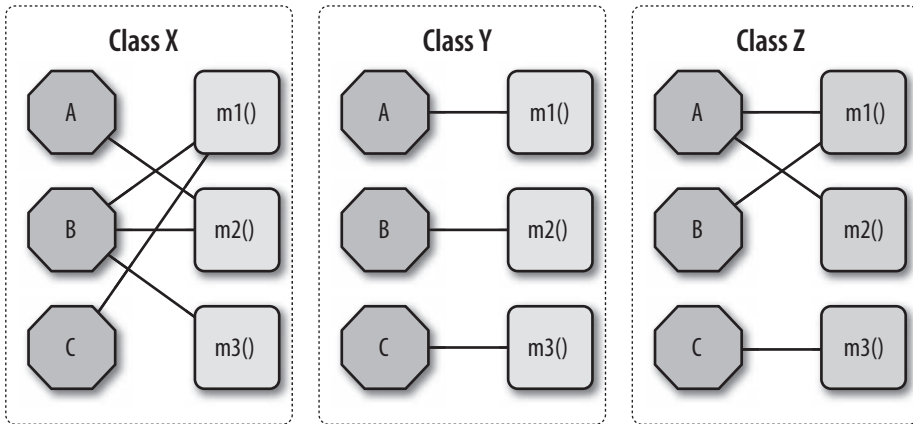 Class X
A
m1()
B
m2()
C
m3()
Class Y
A
m1()
B
m2()
C
m3()
Class Z
A
m1()
B
m2()
C
m3()